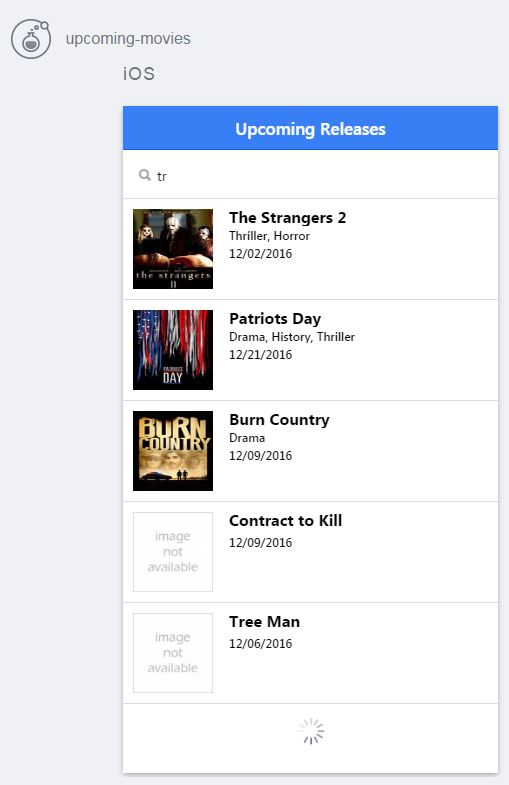 upcoming-movies
iOS
Upcoming Releases
tr
the strangers
II
The Strangers 2
Thriller, Horror
12/02/2016
PATRIOTS
DAY
Patriots Day
Drama, History, Thriller
12/21/2016
BURN
COUNTRY
Burn Country
Drama
12/09/2016
image
not
available
Contract to Kill
12/09/2016
image
not
available
Tree Man
12/06/2016